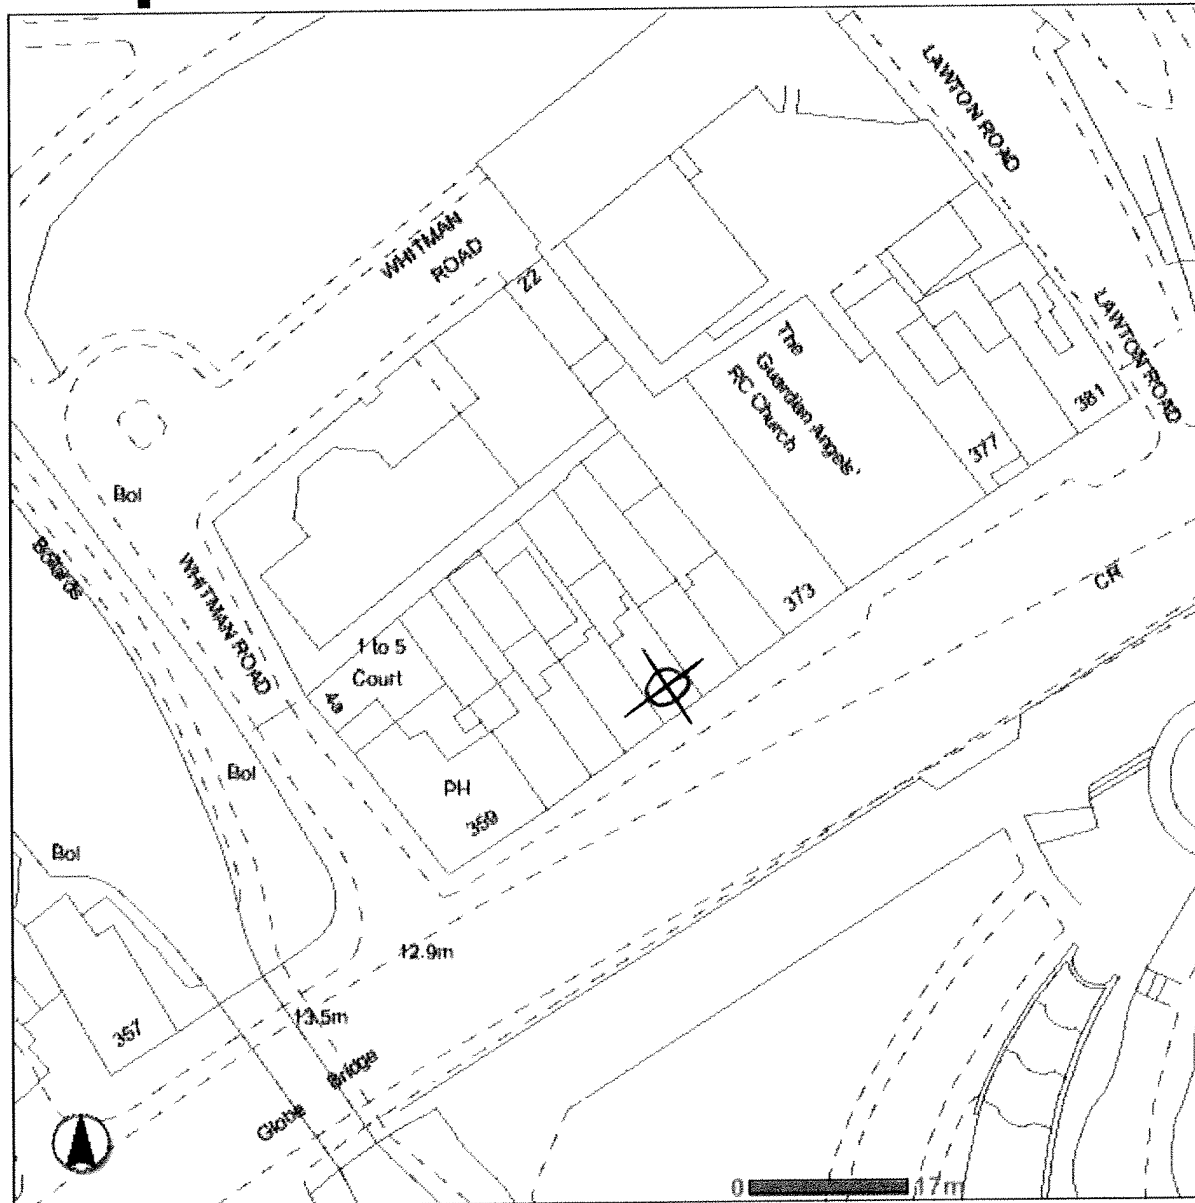 LAWTON ROAD
WHITMAN
ROAD
22
LAWTON ROAD
The
Guardian Angels'
RC Church
381
377
Bol
Bollards
WHITMAN ROAD
CR
373
1 to 5
Court
4a
Bol
PH
359
Bol
12.9m
13.5m
357
Globe Bridge
0 17m